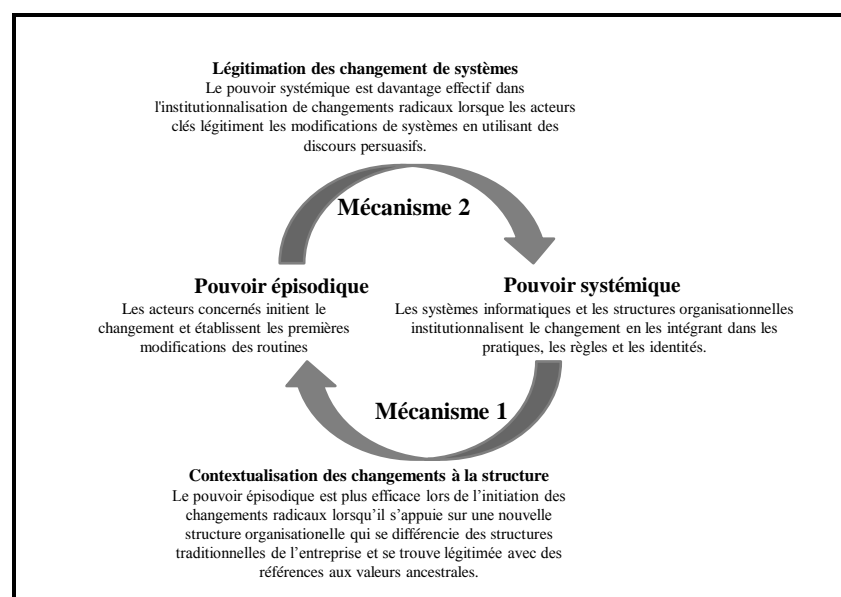 Légitimation des changement de systèmes
Le pouvoir systémique est davantage effectif dans
l'institutionnalisation de changements radicaux lorsque les acteurs
clés légitiment les modifications de systèmes en utilisant des
discours persuasifs.
Mécanisme 2
Pouvoir épisodique
Les acteurs concernés initient le
changement et établissent les premières
modifications des routines
Pouvoir systémique
Les systèmes informatiques et les structures organisationnelles
institutionnalisent le changement en les intégrant dans les
pratiques, les règles et les identités.
Mécanisme 1
Contextualisation des changements à la structure
Le pouvoir épisodique est plus efficace lors de l’initiation des
changements radicaux lorsqu’il s’appuie sur une nouvelle
structure organisationelle qui se différencie des structures
traditionnelles de l’entreprise et se trouve légitimée avec des
références aux valeurs ancestrales.